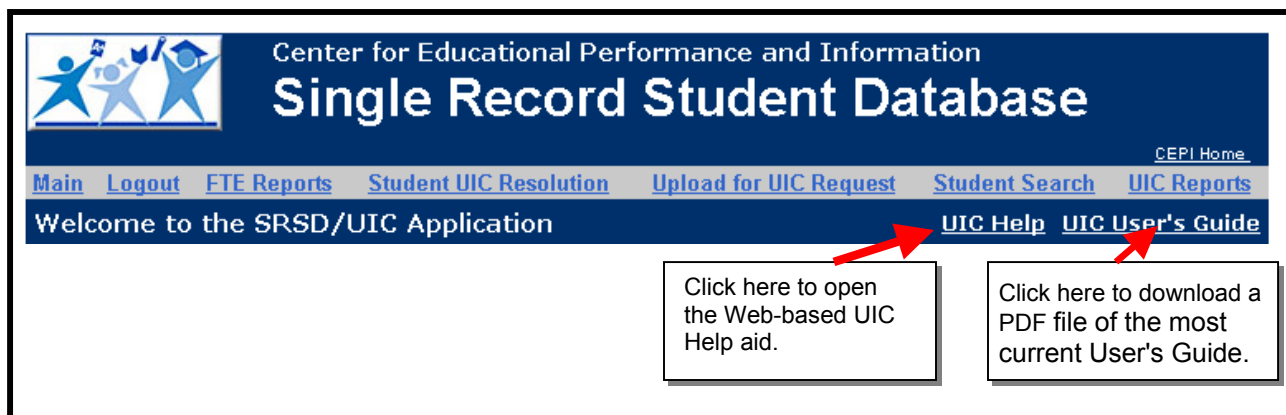 Center for Educational Performance and Information
Single Record Student Database
CEPI Home
Main Logout FTE Reports Student UIC Resolution Upload for UIC Request Student Search UIC Reports
Welcome to the SRSD/UIC Application UIC Help UIC User's Guide
Click here to open
the Web-based UIC
Help aid.
Click here to download a
PDF file of the most
current User's Guide.